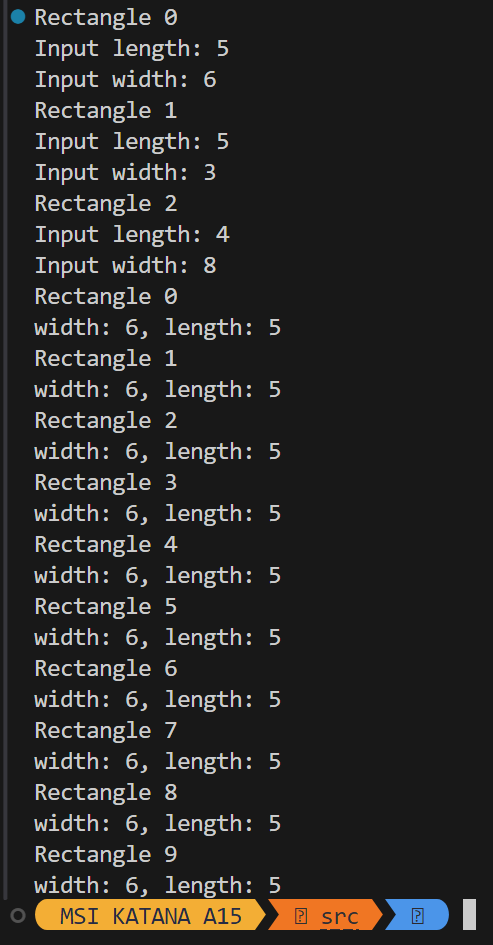 Rectangle 0
Input length: 5
Input width: 6
Rectangle 1
Input length: 5
Input width: 3
Rectangle 2
Input length: 4
Input width: 8
Rectangle 0
width: 6, length: 5
Rectangle 1
width: 6, length: 5
Rectangle 2
width: 6, length: 5
Rectangle 3
width: 6, length: 5
Rectangle 4
width: 6, length: 5
Rectangle 5
width: 6, length: 5
Rectangle 6
width: 6, length: 5
Rectangle 7
width: 6, length: 5
Rectangle 8
width: 6, length: 5
Rectangle 9
width: 6, length: 5
MSI KATANA A15 src